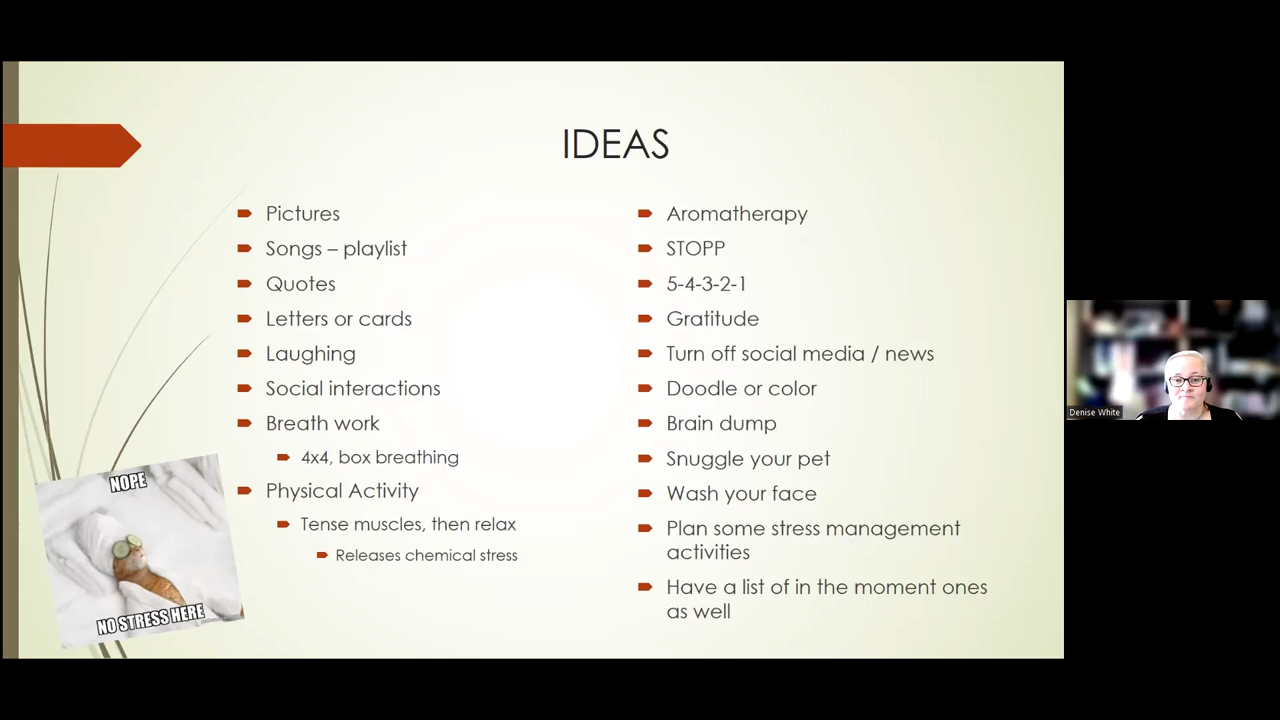 IDEAS
Pictures
Songs – playlist
Quotes
Letters or cards
Laughing
Social interactions
Breath work
4x4, box breathing
Physical Activity
Tense muscles, then relax
Releases chemical stress
Aromatherapy
STOPP
5-4-3-2-1
Gratitude
Turn off social media / news
Doodle or color
Brain dump
Snuggle your pet
Wash your face
Plan some stress management
activities
Have a list of in the moment ones
as well
NOPE
NO STRESS HERE
Denise White